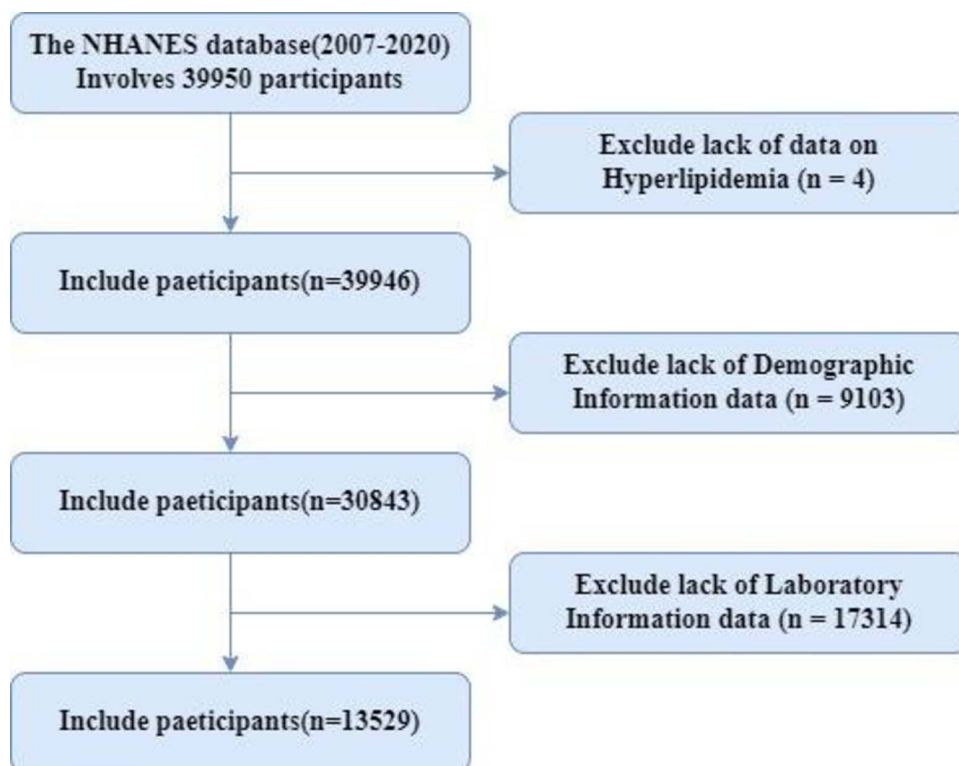 The NHANES database(2007-2020)
Involves 39950 participants
Exclude lack of data on
Hyperlipidemia (n = 4)
Include paeticipants(n=39946)
Exclude lack of Demographic
Information data (n = 9103)
Include paeticipants(n=30843)
Exclude lack of Laboratory
Information data (n = 17314)
Include paeticipants(n=13529)